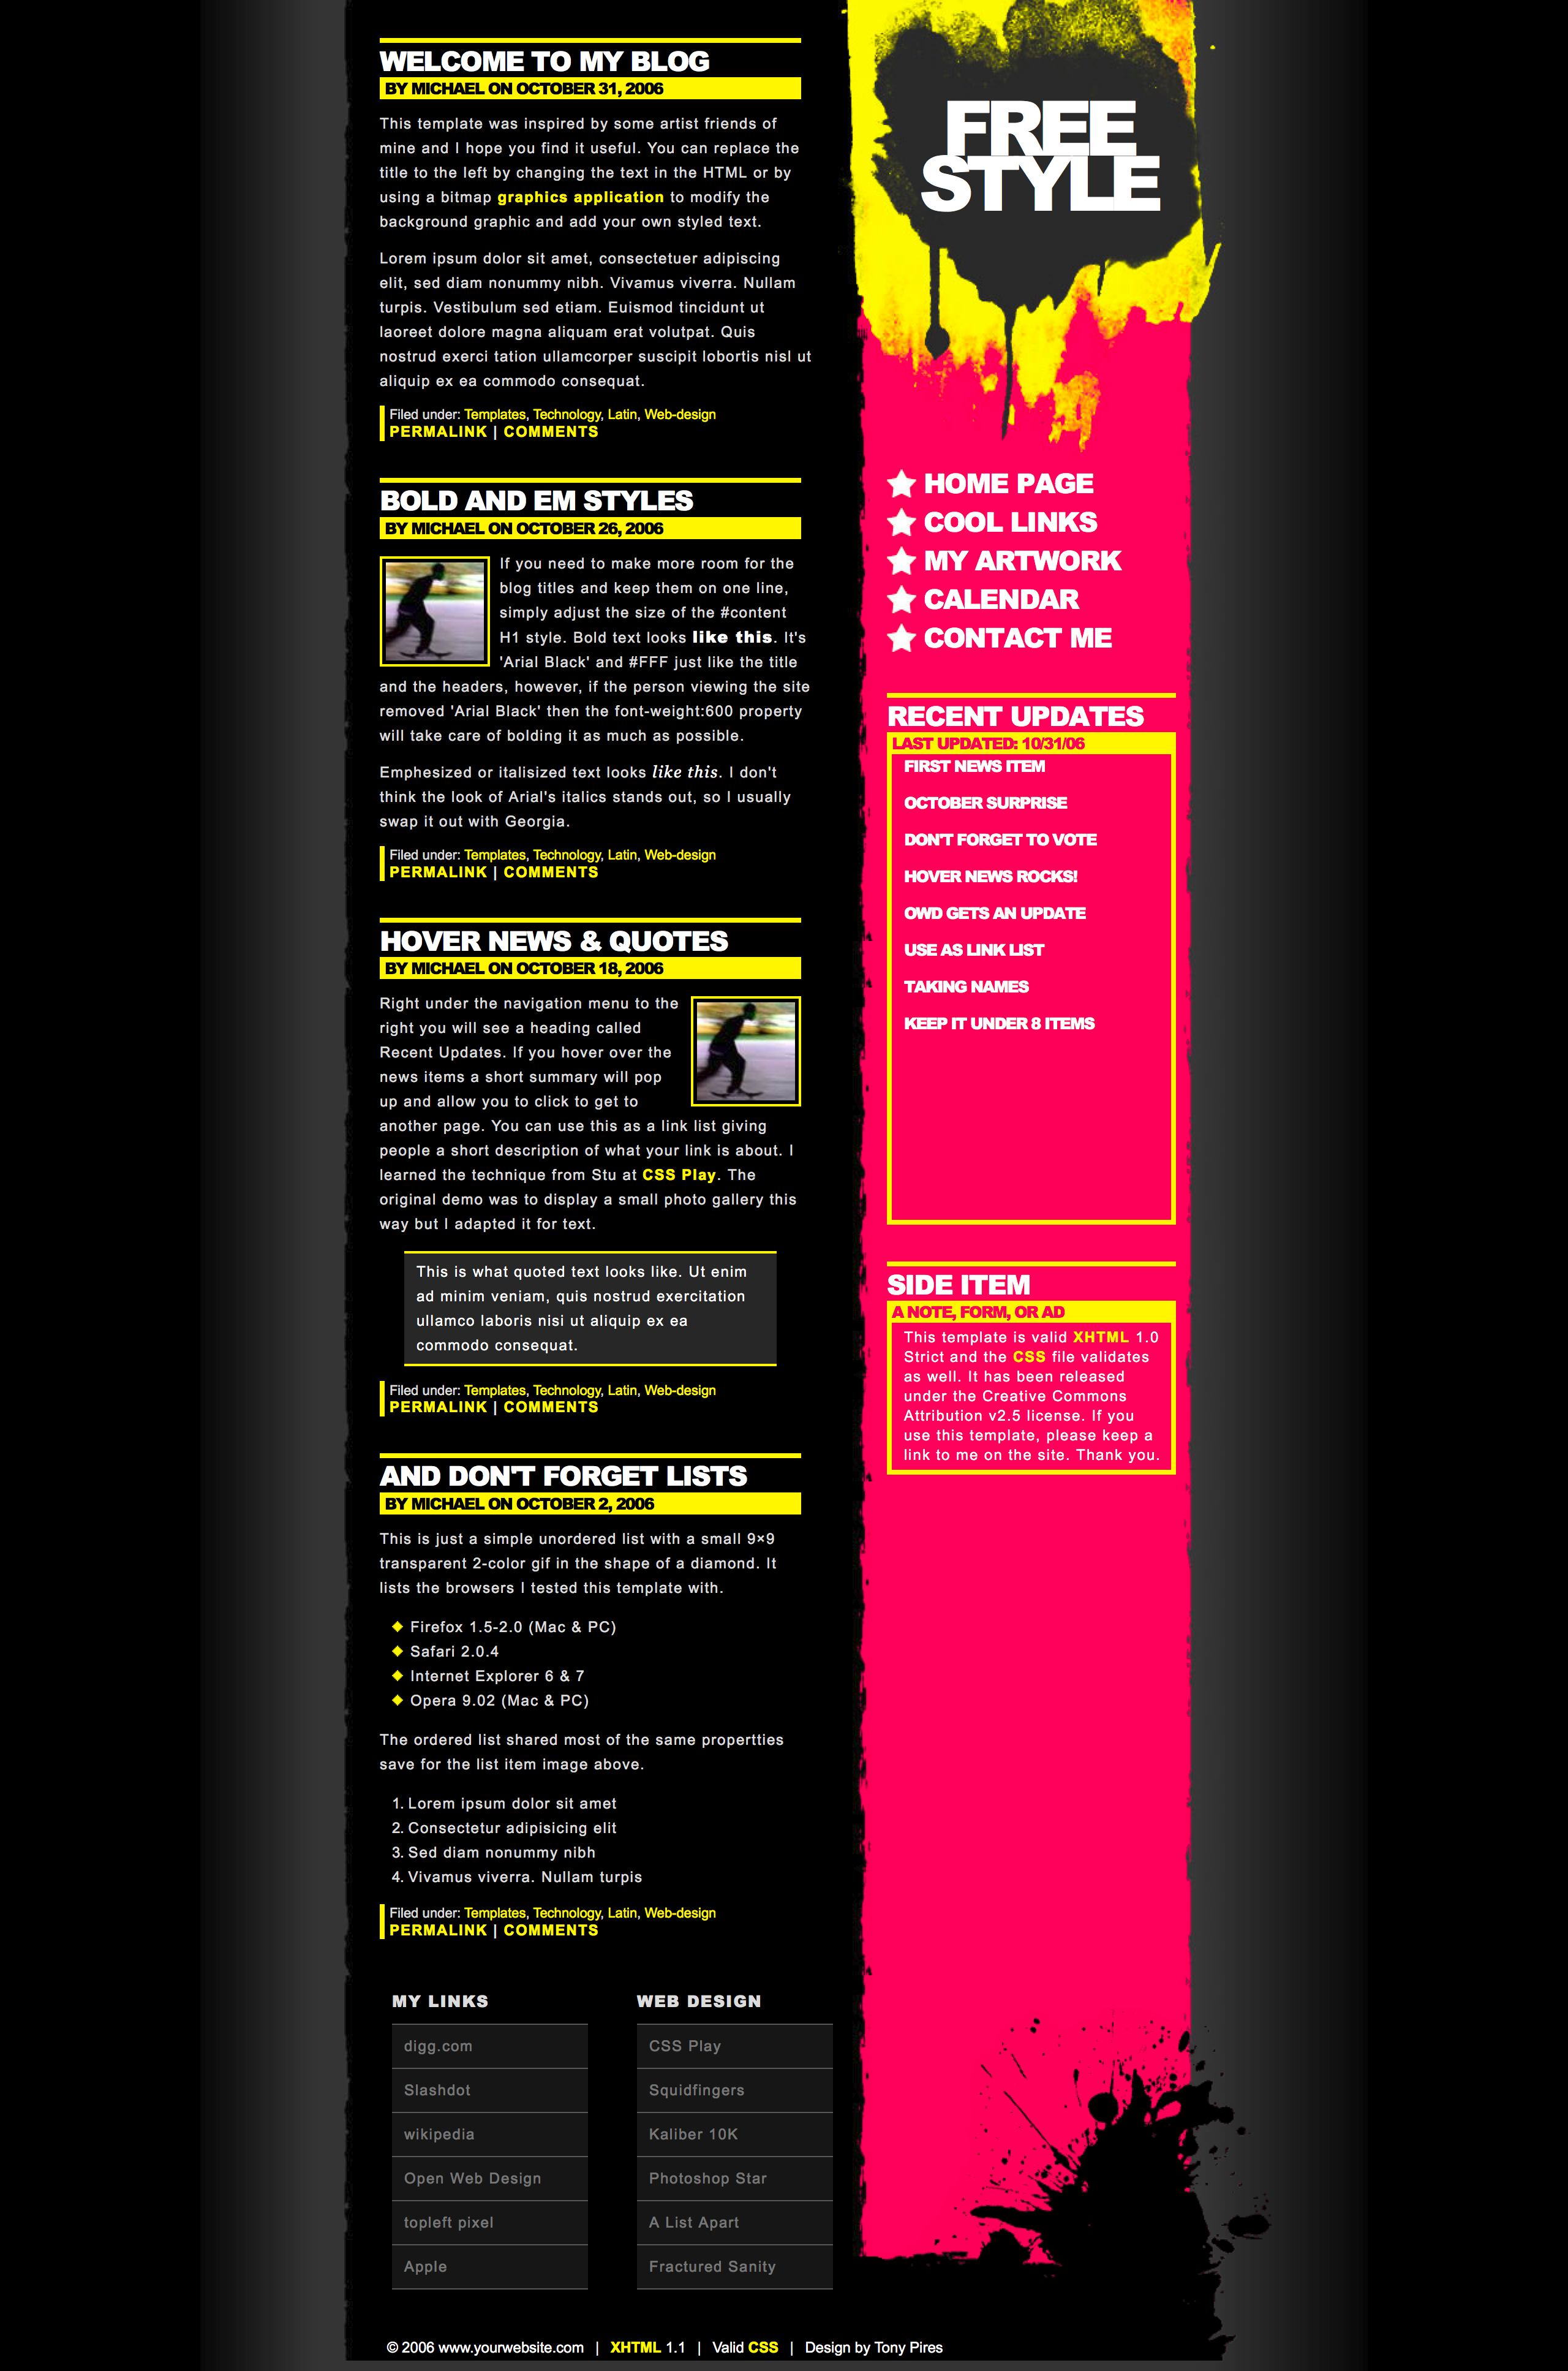 WELCOME TO MY BLOG
BY MICHAEL ON OCTOBER 31, 2006
This template was inspired by some artist friends of
mine and I hope you find it useful. You can replace the
title to the left by changing the text in the HTML or by
using a bitmap graphics application to modify the
background graphic and add your own styled text.
Lorem ipsum dolor sit amet, consectetuer adipiscing
elit, sed diam nonummy nibh. Vivamus viverra. Nullam
turpis. Vestibulum sed etiam. Euismod tincidunt ut
laoreet dolore magna aliquam erat volutpat. Quis
nostrud exerci tation ullamcorper suscipit lobortis nisl ut
aliquip ex ea commodo consequat.
Filed under: Templates, Technology, Latin, Web-design
PERMALINK | COMMENTS
BOLD AND EM STYLES
BY MICHAEL ON OCTOBER 26, 2006
If you need to make more room for the
blog titles and keep them on one line,
simply adjust the size of the #content
H1 style. Bold text looks like this. It's
'Arial Black' and #FFF just like the title
and the headers, however, if the person viewing the site
removed 'Arial Black' then the font-weight:600 property
will take care of bolding it as much as possible.
Emphesized or italisized text looks like this. I don't
think the look of Arial's italics stands out, so I usually
swap it out with Georgia.
Filed under: Templates, Technology, Latin, Web-design
PERMALINK | COMMENTS
HOVER NEWS & QUOTES
BY MICHAEL ON OCTOBER 18, 2006
Right under the navigation menu to the
right you will see a heading called
Recent Updates. If you hover over the
news items a short summary will pop
up and allow you to click to get to
another page. You can use this as a link list giving
people a short description of what your link is about. I
learned the technique from Stu at CSS Play. The
original demo was to display a small photo gallery this
way but I adapted it for text.
This is what quoted text looks like. Ut enim
ad minim veniam, quis nostrud exercitation
ullamco laboris nisi ut aliquip ex ea
commodo consequat.
Filed under: Templates, Technology, Latin, Web-design
PERMALINK | COMMENTS
AND DON'T FORGET LISTS
BY MICHAEL ON OCTOBER 2, 2006
This is just a simple unordered list with a small 9×9
transparent 2-color gif in the shape of a diamond. It
lists the browsers I tested this template with.
Firefox 1.5-2.0 (Mac & PC)
Safari 2.0.4
Internet Explorer 6 & 7
Opera 9.02 (Mac & PC)
The ordered list shared most of the same propertties
save for the list item image above.
1. Lorem ipsum dolor sit amet
2. Consectetur adipisicing elit
3. Sed diam nonummy nibh
4. Vivamus viverra. Nullam turpis
Filed under: Templates, Technology, Latin, Web-design
PERMALINK | COMMENTS
FREE
STYLE
HOME PAGE
COOL LINKS
MY ARTWORK
CALENDAR
CONTACT ME
RECENT UPDATES
LAST UPDATED: 10/31/06
FIRST NEWS ITEM
OCTOBER SURPRISE
DON'T FORGET TO VOTE
HOVER NEWS ROCKS!
OWD GETS AN UPDATE
USE AS LINK LIST
TAKING NAMES
KEEP IT UNDER 8 ITEMS
SIDE ITEM
A NOTE, FORM, OR AD
This template is valid XHTML 1.0
Strict and the CSS file validates
as well. It has been released
under the Creative Commons
Attribution v2.5 license. If you
use this template, please keep a
link to me on the site. Thank you.
MY LINKS
digg.com
Slashdot
wikipedia
Open Web Design
topleft pixel
Apple
WEB DESIGN
CSS Play
Squidfingers
Kaliber 10K
Photoshop Star
A List Apart
Fractured Sanity
© 2006 www.yourwebsite.com | XHTML 1.1 | Valid CSS | Design by Tony Pires